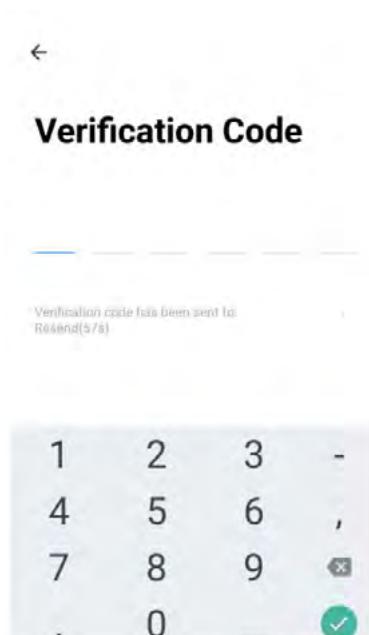 Verification Code
Verification code has been sent to:
Resend(57s)
1 2 3 -
4 5 6 ,
7 8 9
. 0